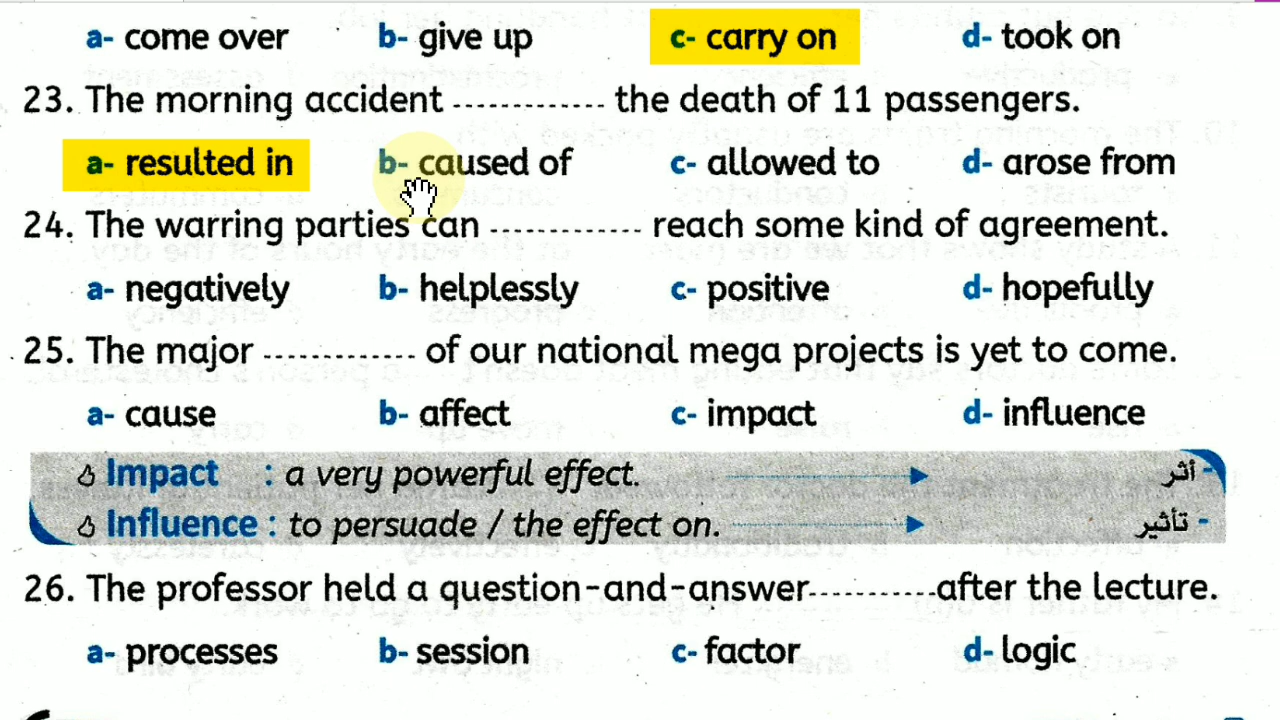 a- come over b- give up c- carry on d- took on
23. The morning accident ------------ the death of 11 passengers.
a- resulted in b- caused of c- allowed to d- arose from
24. The warring parties can ------------ reach some kind of agreement.
a- negatively b- helplessly c- positive d- hopefully
25. The major ------------ of our national mega projects is yet to come.
a- cause b- affect c- impact d- influence
Impact : a very powerful effect. - أثر
Influence : to persuade / the effect on. - تأثير
26. The professor held a question-and-answer----------after the lecture.
a- processes b- session c- factor d- logic